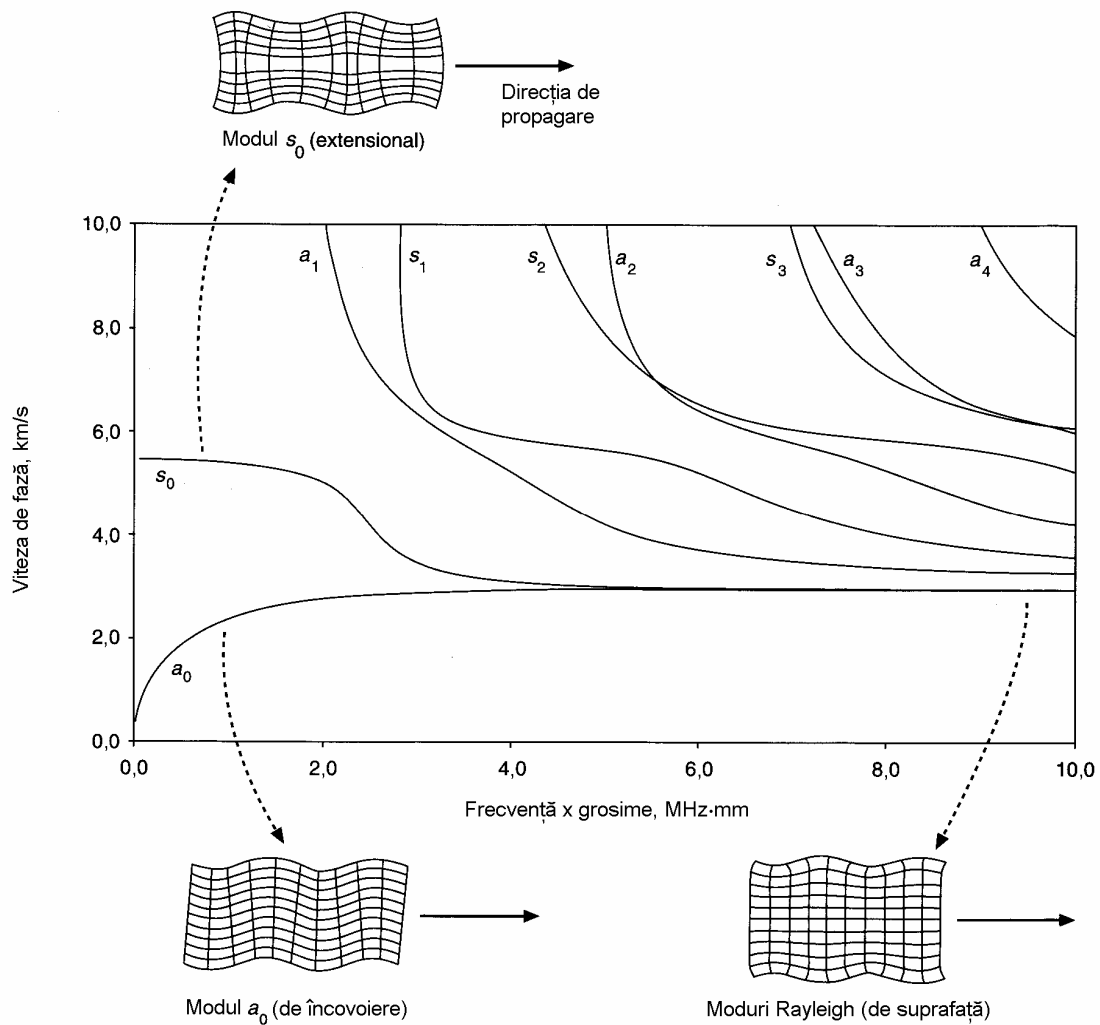 Direcția de
propagare
Modul s0 (extensional)
10,0
a1
s1
s2
a2
s3
a3
a4
8,0
6,0
s0
4,0
2,0
a0
0,0
Viteza de fază, km/s
0,0 2,0 4,0 6,0 8,0 10,0
Frecvență x grosime, MHz·mm
Modul a0 (de încovoiere)
Moduri Rayleigh (de suprafață)